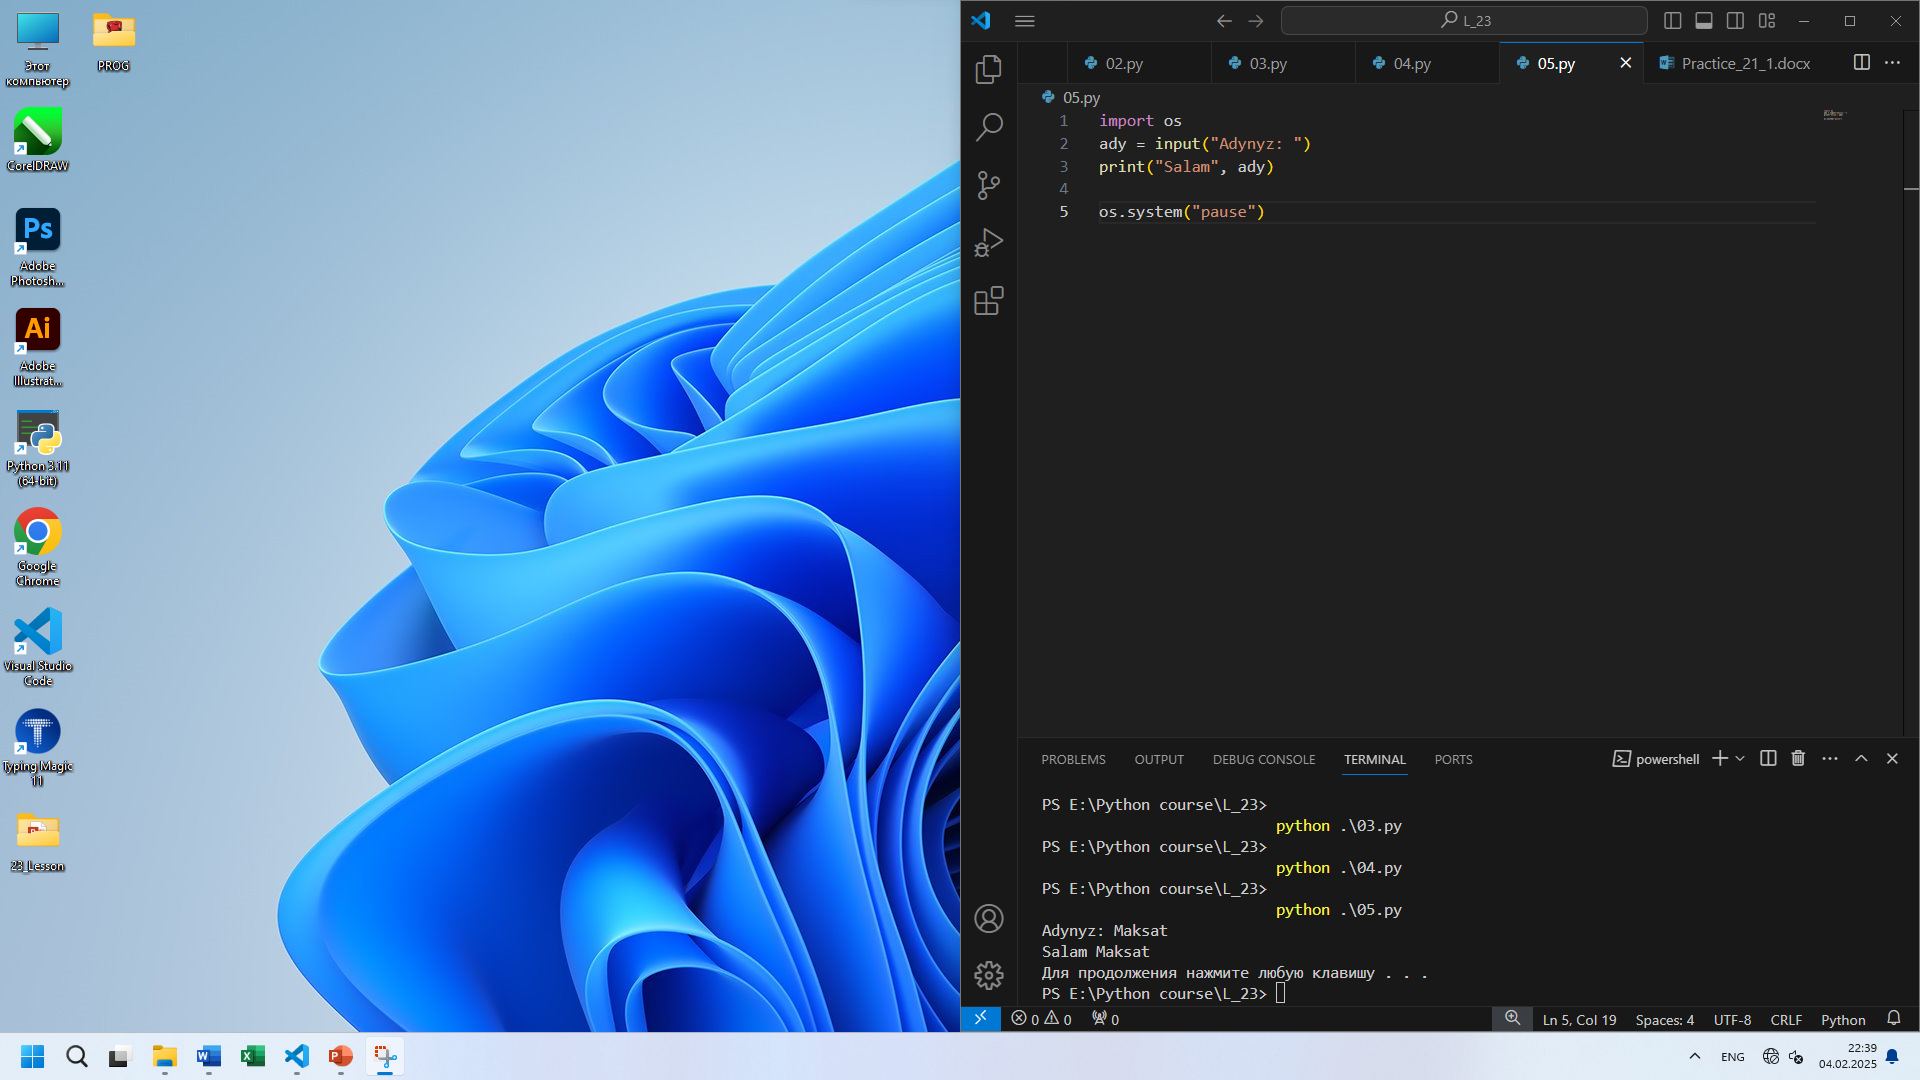 Этот
компьютер
PROG
CorelDRAW
Ps
Adobe
Photosh...
Ai
Adobe
Illustrat...
Python 3.11
(64-bit)
Google
Chrome
Visual Studio
Code
T
Typing Magic
11
23_Lesson
L_23
02.py
03.py
04.py
05.py
Practice_21_1.docx
05.py
1 import os
2 ady = input("Adynyz: ")
3 print("Salam", ady)
4
5 os.system("pause")
PROBLEMS OUTPUT DEBUG CONSOLE TERMINAL PORTS
powershell
PS E:\Python course\L_23>
python .\03.py
PS E:\Python course\L_23>
python .\04.py
PS E:\Python course\L_23>
python .\05.py
Adynyz: Maksat
Salam Maksat
Для продолжения нажмите любую клавишу . . .
PS E:\Python course\L_23>
0 0 0
Ln 5, Col 19 Spaces: 4 UTF-8 CRLF Python
ENG
22:39
04.02.2025